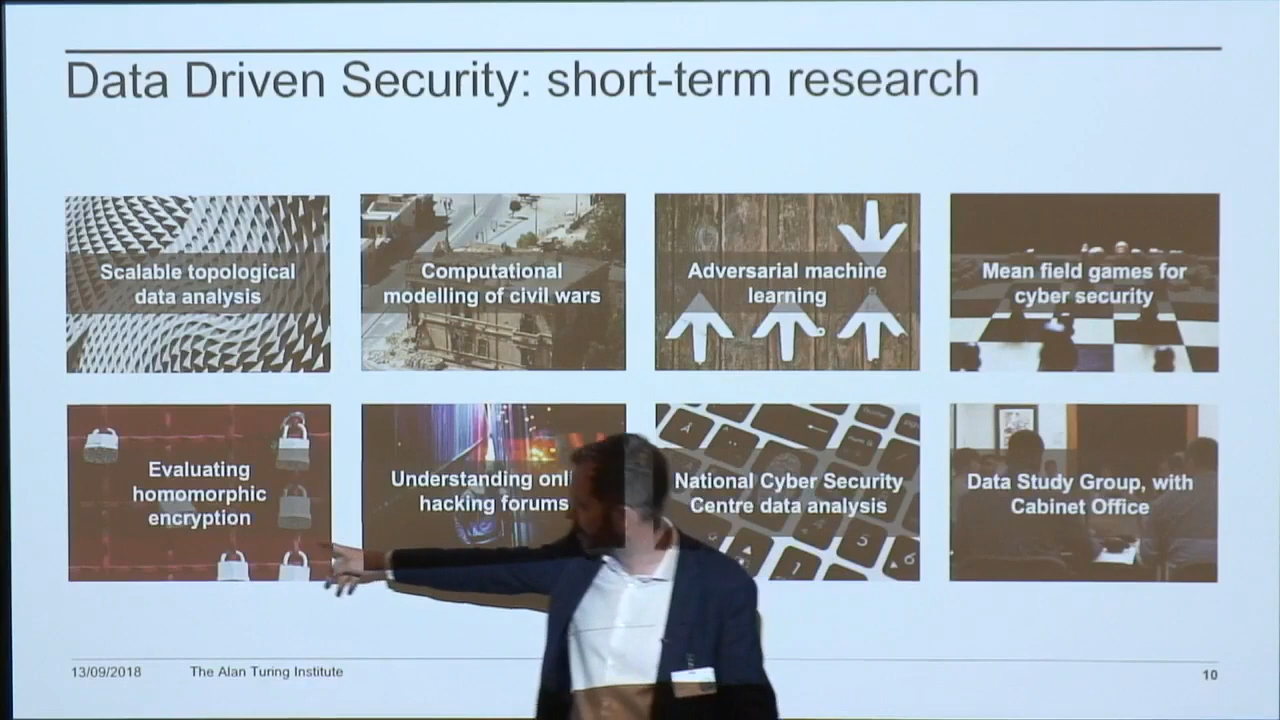 Data Driven Security: short-term research
Scalable topological
data analysis
Computational
modelling of civil wars
Adversarial machine
learning
Mean field games for
cyber security
Evaluating
homomorphic
encryption
Understanding onl
hacking forums
National Cyber Security
Centre data analysis
Data Study Group, with
Cabinet Office
13/09/2018
The Alan Turing Institute
10